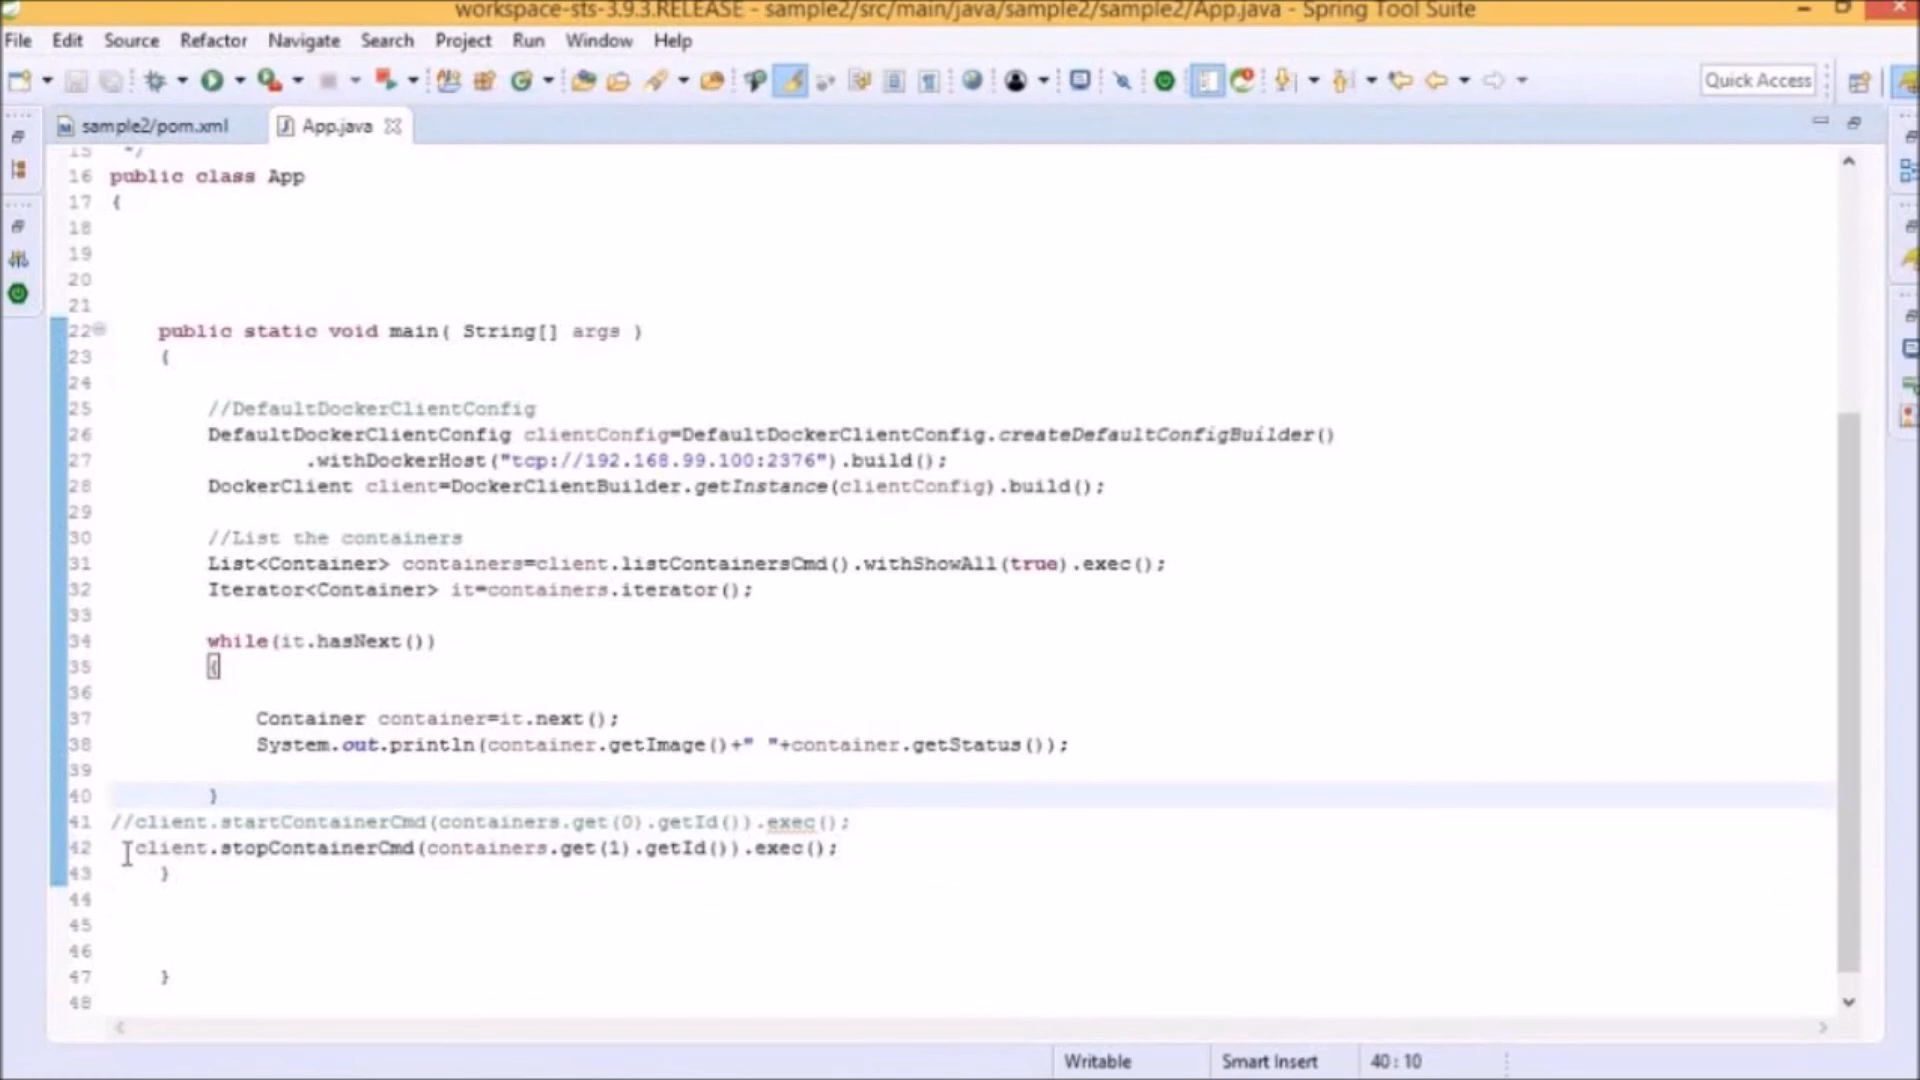 workspace-sts-3.9.3.RELEASE - sample2/src/main/java/sample2/sample2/App.java - Spring Tool Suite
File Edit Source Refactor Navigate Search Project Run Window Help
Quick Access
sample2/pom.xml App.java
15 */
16 public class App
17 {
18
19
20
21
22 public static void main( String[] args )
23 {
24
25 //DefaultDockerClientConfig
26 DefaultDockerClientConfig clientConfig=DefaultDockerClientConfig.createDefaultConfigBuilder()
27 .withDockerHost("tcp://192.168.99.100:2376").build();
28 DockerClient client=DockerClientBuilder.getInstance(clientConfig).build();
29
30 //List the containers
31 List<Container> containers=client.listContainersCmd().withShowAll(true).exec();
32 Iterator<Container> it=containers.iterator();
33
34 while(it.hasNext())
35 {
36
37 Container container=it.next();
38 System.out.println(container.getImage()+" "+container.getStatus());
39
40 }
41 //client.startContainerCmd(containers.get(0).getId()).exec();
42 client.stopContainerCmd(containers.get(1).getId()).exec();
43 }
44
45
46
47 }
48
Writable Smart Insert 40 : 10